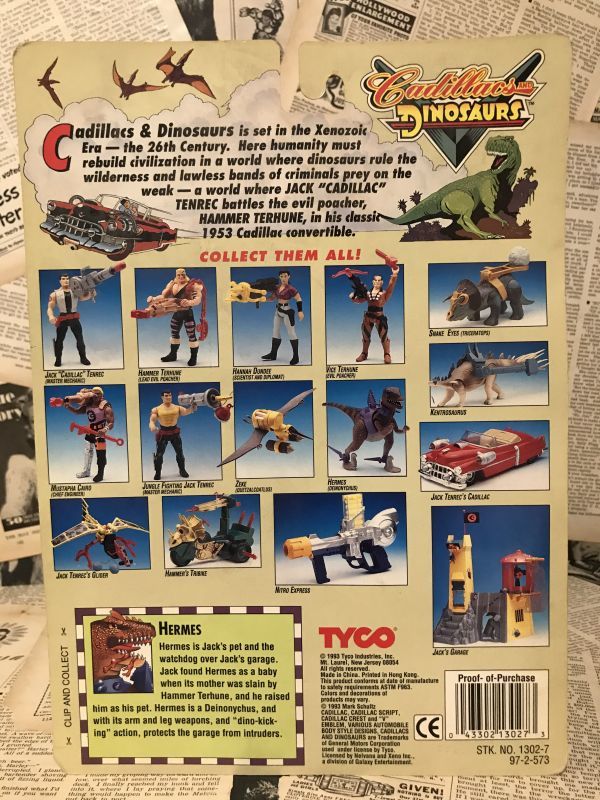 Cadillacs AND
DINOSAURS™
Cadillacs & Dinosaurs is set in the Xenozoic
Era — the 26th Century. Here humanity must
rebuild civilization in a world where dinosaurs rule the
wilderness and lawless bands of criminals prey on the
weak — a world where JACK "CADILLAC"
TENREC battles the evil poacher,
HAMMER TERHUNE, in his classic
1953 Cadillac convertible.
COLLECT THEM ALL!
JACK "CADILLAC" TENREC
(MASTER MECHANIC)
HAMMER TERHUNE
(LEAD EVIL POACHER)
HANNAH DUNDEE
(SCIENTIST AND DIPLOMAT)
VICE TERHUNE
(EVIL POACHER)
SNAKE EYES (TRICERATOPS)
KENTROSAURUS
MUSTAPHA CAIRO
(CHIEF ENGINEER)
JUNGLE FIGHTING JACK TENREC
(MASTER MECHANIC)
ZEKE
(QUETZALCOATLUS)
HERMES
(DEINONYCHUS)
JACK TENREC'S CADILLAC
JACK TENREC'S GLIDER
HAMMER'S TRIBIKE
NITRO EXPRESS
JACK'S GARAGE
CLIP AND COLLECT
HERMES
Hermes is Jack's pet and the
watchdog over Jack's garage.
Jack found Hermes as a baby
when its mother was slain by
Hammer Terhune, and he raised
him as his pet. Hermes is a Deinonychus, and
with its arm and leg weapons, and "dino-kick-
ing" action, protects the garage from intruders.
TYCO®
© 1993 Tyco Industries, Inc.
Mt. Laurel, New Jersey 08054
All rights reserved.
Made in China. Printed in Hong Kong.
This product conforms at date of manufacture
to safety requirements ASTM F963.
Colors and decorations of
products may vary.
© 1993 Mark Schultz
CADILLAC, CADILLAC SCRIPT,
CADILLAC CREST and "V"
EMBLEM, VARIOUS AUTOMOBILE
BODY STYLE DESIGNS, CADILLACS
AND DINOSAURS are Trademarks
of General Motors Corporation
used under license by Tyco.
Licensed by Nelvana and Xeno Inc.,
a division of Galaxy Entertainment.
CE
Proof- of-Purchase
0 43302 13027 3
STK. NO. 1302-7
97-2-573
HOLLYWOOD
ENLARGEMENT
GIVEN!